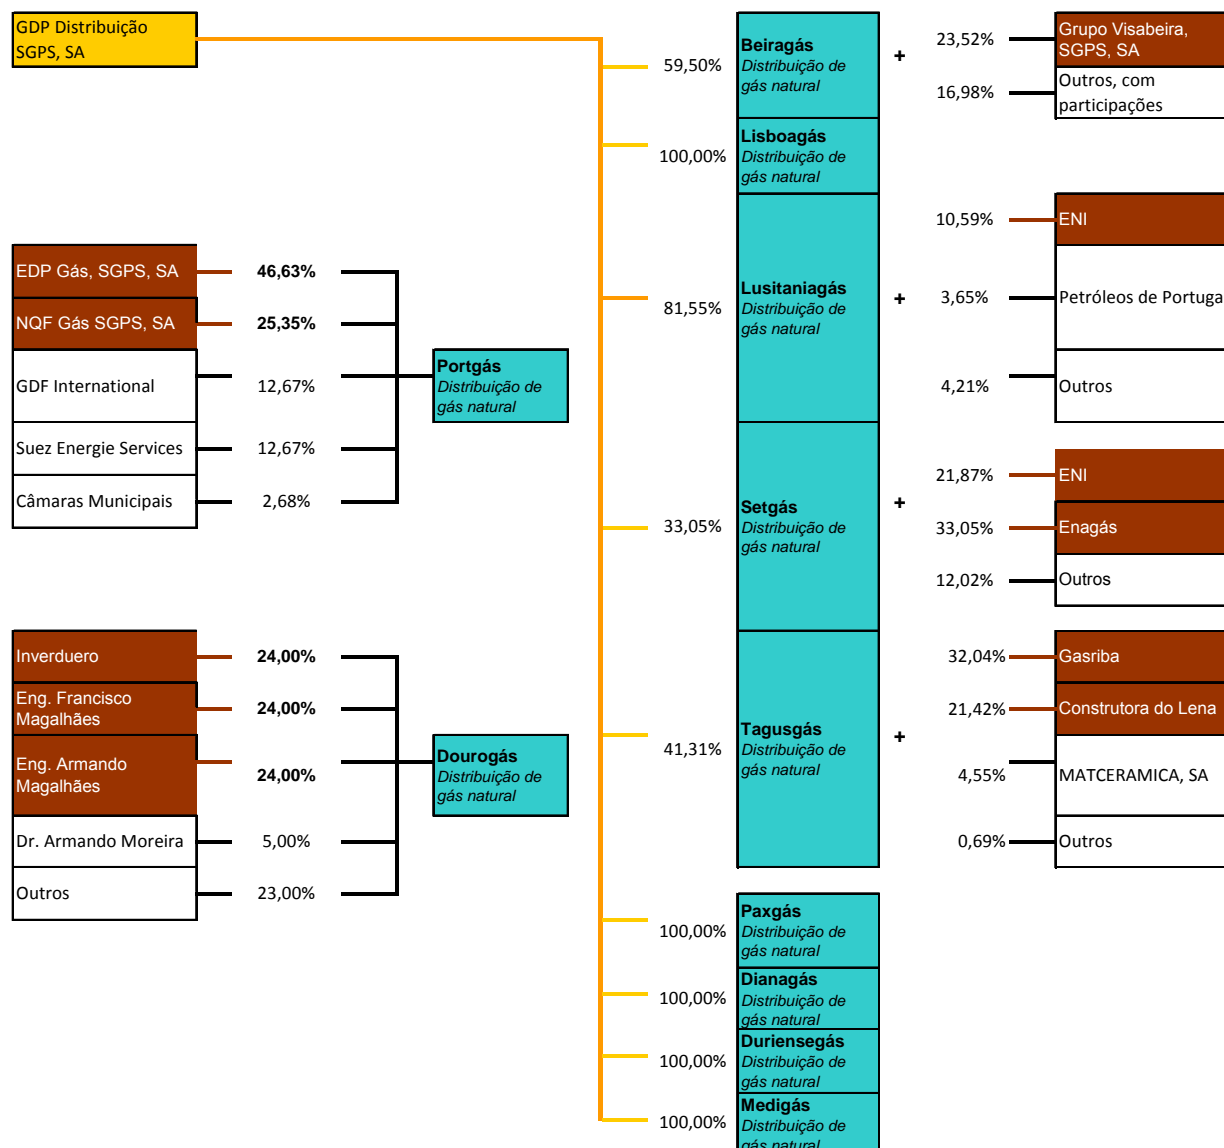 GDP Distribuição
SGPS, SA
59,50%
Beiragás
Distribuição de
gás natural
+
23,52%
Grupo Visabeira,
SGPS, SA
16,98%
Outros, com
participações
100,00%
Lisboagás
Distribuição de
gás natural
EDP Gás, SGPS, SA
46,63%
NQF Gás SGPS, SA
25,35%
GDF International
12,67%
Suez Energie Services
12,67%
Câmaras Municipais
2,68%
Portgás
Distribuição de
gás natural
81,55%
Lusitaniagás
Distribuição de
gás natural
+
10,59%
ENI
3,65%
Petróleos de Portuga
4,21%
Outros
33,05%
Setgás
Distribuição de
gás natural
+
21,87%
ENI
33,05%
Enagás
12,02%
Outros
Inverduero
24,00%
Eng. Francisco
Magalhães
24,00%
Eng. Armando
Magalhães
24,00%
Dr. Armando Moreira
5,00%
Outros
23,00%
Dourogás
Distribuição de
gás natural
41,31%
Tagusgás
Distribuição de
gás natural
+
32,04%
Gasriba
21,42%
Construtora do Lena
4,55%
MATCERAMICA, SA
0,69%
Outros
100,00%
Paxgás
Distribuição de
gás natural
100,00%
Dianagás
Distribuição de
gás natural
100,00%
Duriensegás
Distribuição de
gás natural
100,00%
Medigás
Distribuição de
gás natural